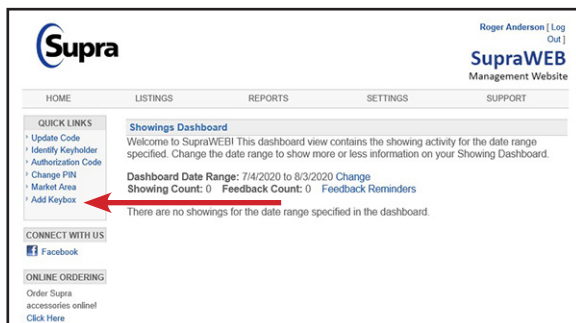 Supra
Roger Anderson [ Log
Out ]
SupraWEB
Management Website
HOME LISTINGS REPORTS SETTINGS SUPPORT
QUICK LINKS
Update Code
Identify Keyholder
Authorization Code
Change PIN
Market Area
Add Keybox
CONNECT WITH US
Facebook
ONLINE ORDERING
Order Supra
accessories online!
Click Here
Showings Dashboard
Welcome to SupraWEB! This dashboard view contains the showing activity for the date range
specified. Change the date range to show more or less information on your Showing Dashboard.
Dashboard Date Range: 7/4/2020 to 8/3/2020 Change
Showing Count: 0 Feedback Count: 0 Feedback Reminders
There are no showings for the date range specified in the dashboard.